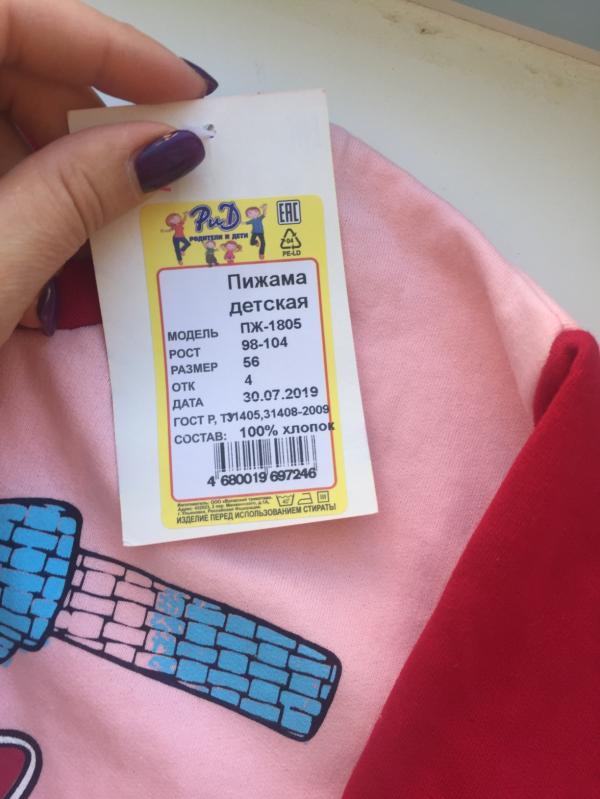 РиД
РОДИТЕЛИ И ДЕТИ
EAC
04
PE-LD
Пижама
детская
МОДЕЛЬ ПЖ-1805
РОСТ 98-104
РАЗМЕР 56
ОТК 4
ДАТА 30.07.2019
ГОСТ Р, ТУ31405,31408-2009
СОСТАВ: 100% хлопок
4 680019 697246
ИЗДЕЛИЕ ПЕРЕД ИСПОЛЬЗОВАНИЕМ СТИРАТЬ!